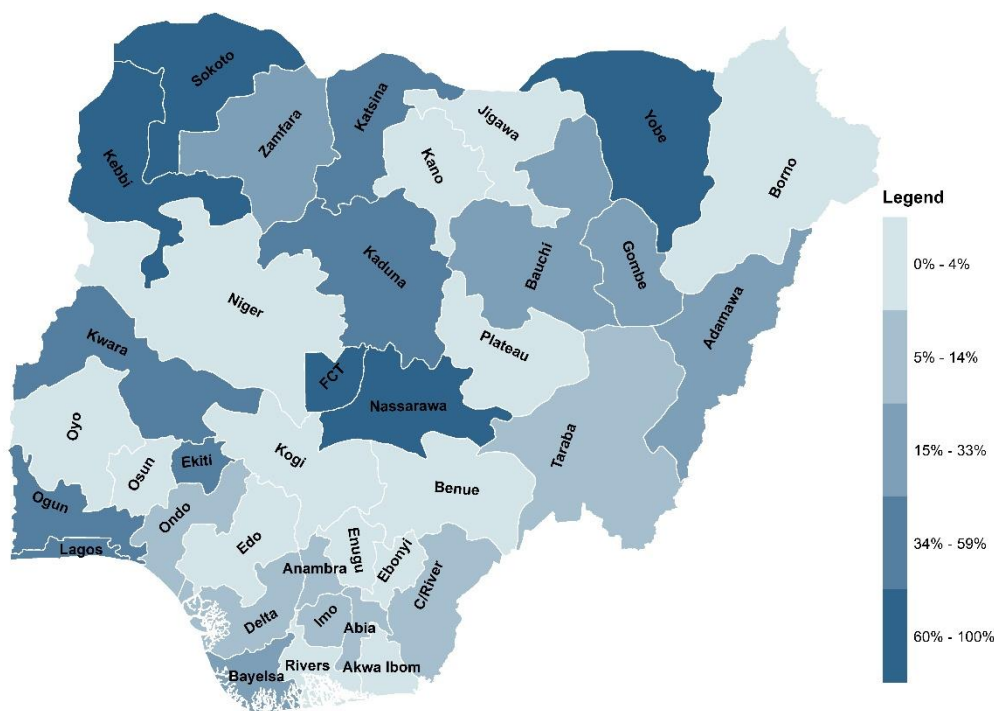 Sokoto
Kebbi
Zamfara
Katsina
Jigawa
Kano
Yobe
Borno
Legend
0% - 4%
5% - 14%
15% - 33%
34% - 59%
60% - 100%
Kaduna
Bauchi
Gombe
Adamawa
Niger
Plateau
Kwara
FCT
Nassarawa
Taraba
Oyo
Osun
Ekiti
Kogi
Benue
Ogun
Lagos
Ondo
Edo
Enugu
Ebonyi
Anambra
C/River
Delta
Imo
Abia
Bayelsa
Rivers
Akwa Ibom